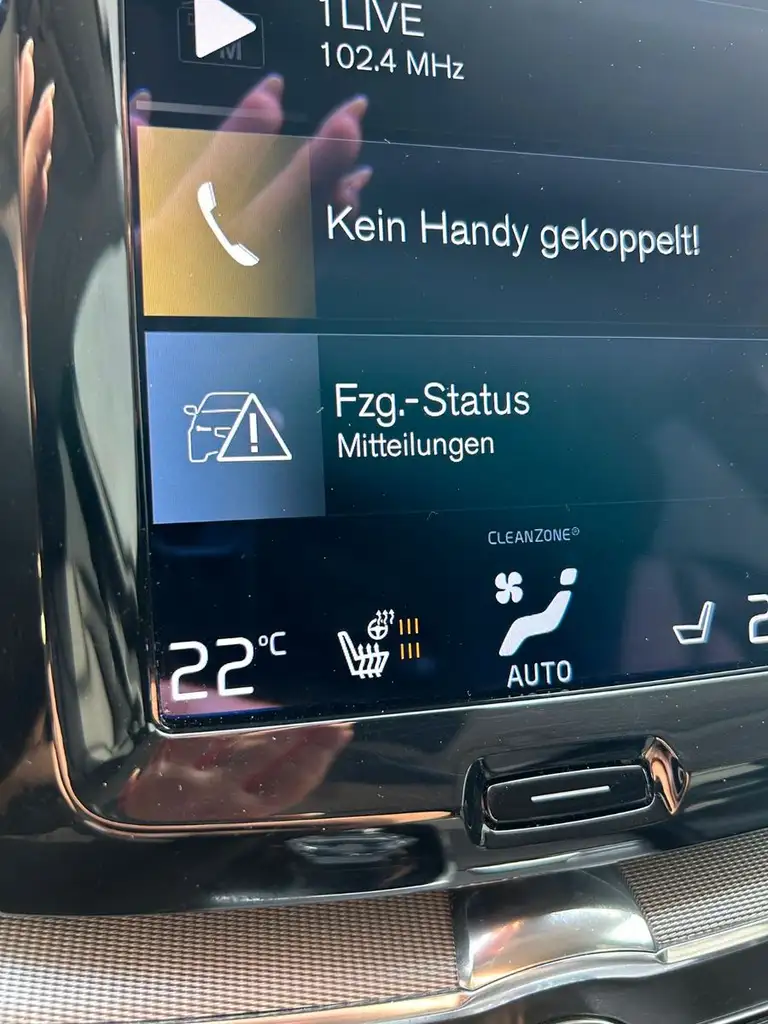 1LIVE
102.4 MHz
Kein Handy gekoppelt!
Fzg.-Status
Mitteilungen
CLEANZONE®
22°C
AUTO